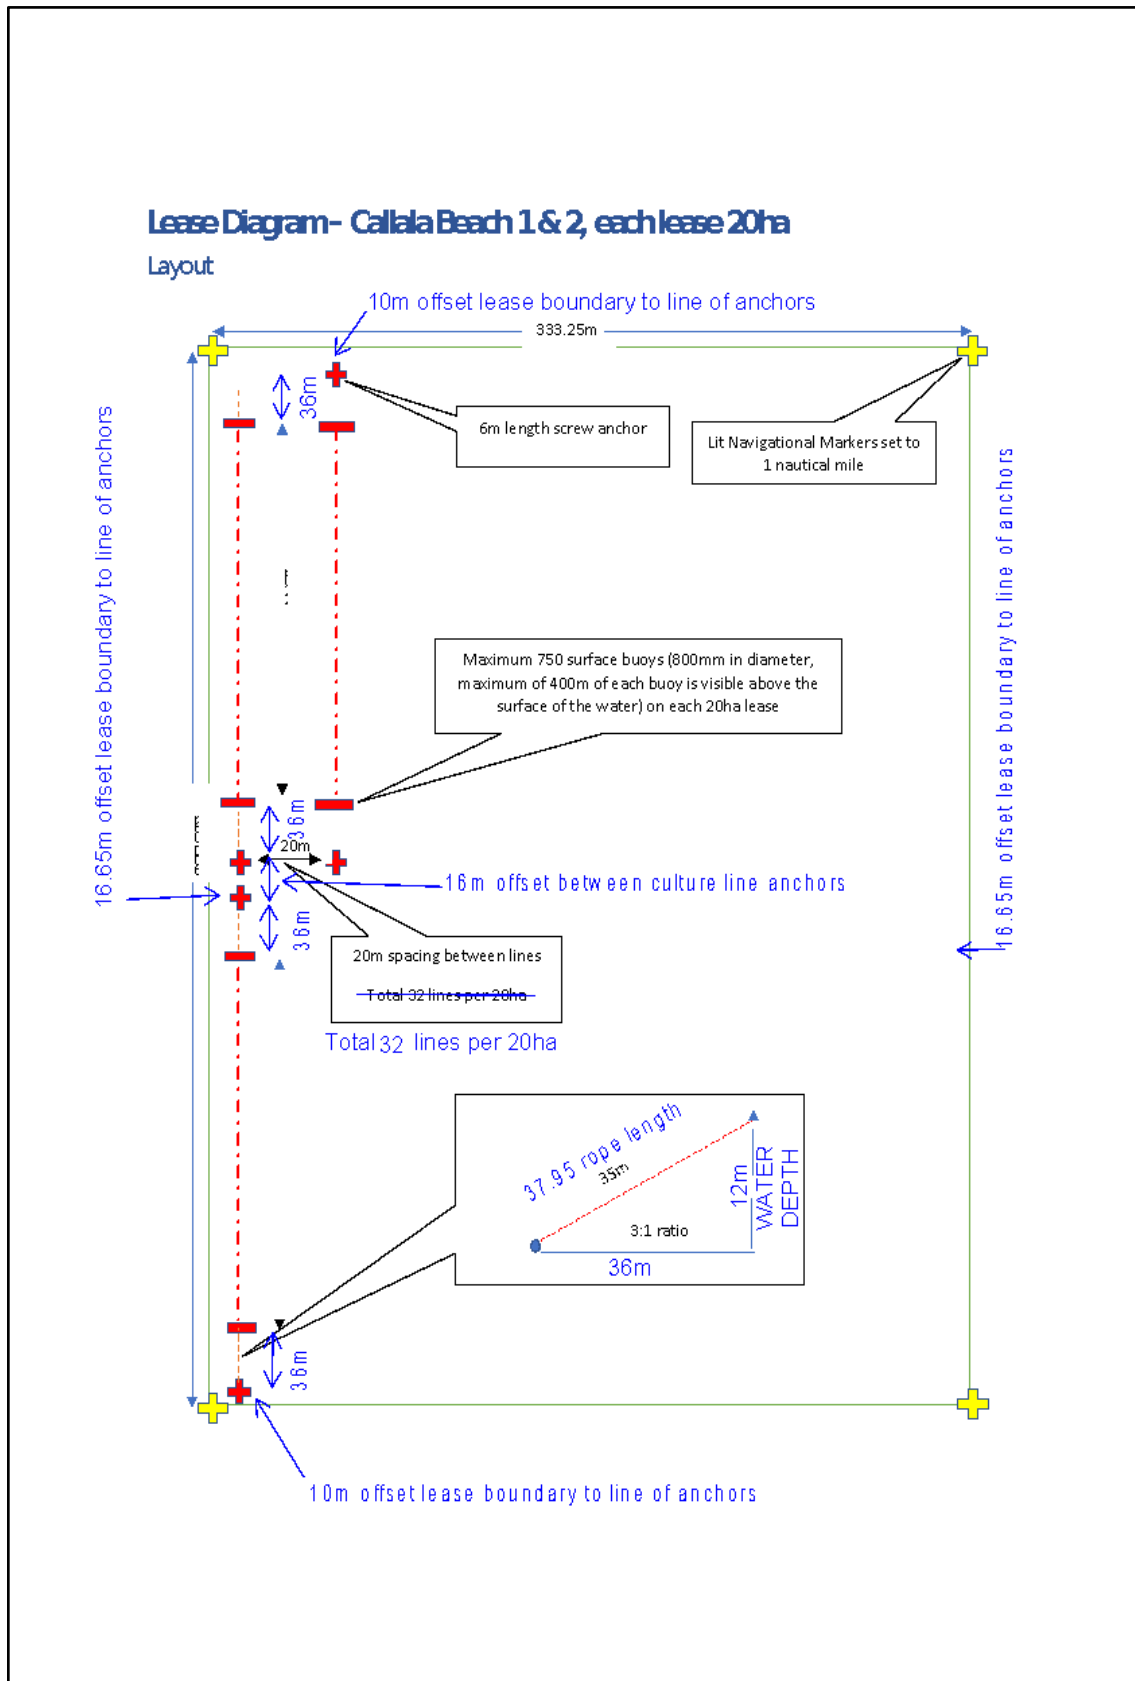 Lease Diagram – Callala Beach 1 & 2, each lease 20ha
Layout
10m offset lease boundary to line of anchors
333.25m
36m
6m length screw anchor
Lit Navigational Markers set to
1 nautical mile
16.65m offset lease boundary to line of anchors
16.65m offset lease boundary to line of anchors
Maximum 750 surface buoys (800mm in diameter,
maximum of 400m of each buoy is visible above the
surface of the water) on each 20ha lease
36m
20m
16m offset between culture line anchors
36m
20m spacing between lines
Total 32 lines per 20ha
Total 32 lines per 20ha
37.95 rope length
35m
12m
WATER
DEPTH
3:1 ratio
36m
36m
10m offset lease boundary to line of anchors